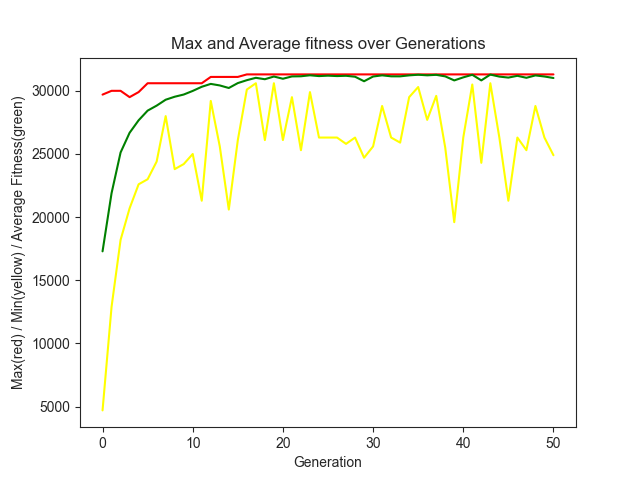 Max and Average fitness over Generations
Max(red) / Min(yellow) / Average Fitness(green)
30000
25000
20000
15000
10000
5000
0 10 20 30 40 50
Generation